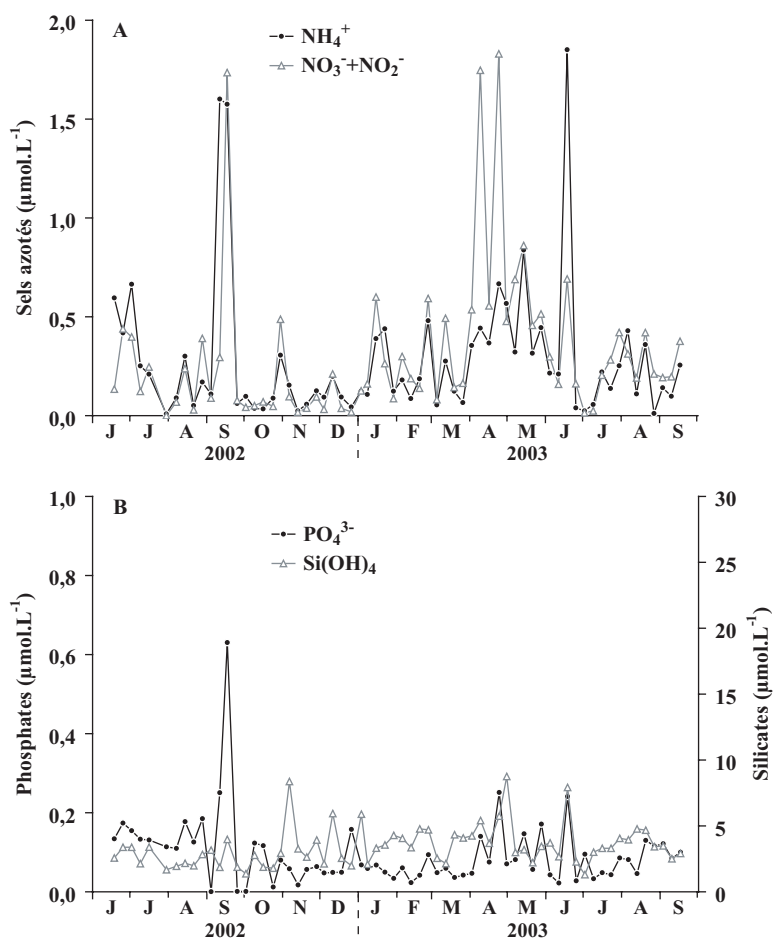 A
NH₄⁺
NO₃⁻+NO₂⁻
Sels azotés (µmol.L⁻¹)
2,0
1,5
1,0
0,5
0,0
J J A S O N D J F M A M J J A S
2002 2003
B
PO₄³⁻
Si(OH)₄
Phosphates (µmol.L⁻¹)
1,0
0,8
0,6
0,4
0,2
0,0
Silicates (µmol.L⁻¹)
30
25
20
15
10
5
0
J J A S O N D J F M A M J J A S
2002 2003